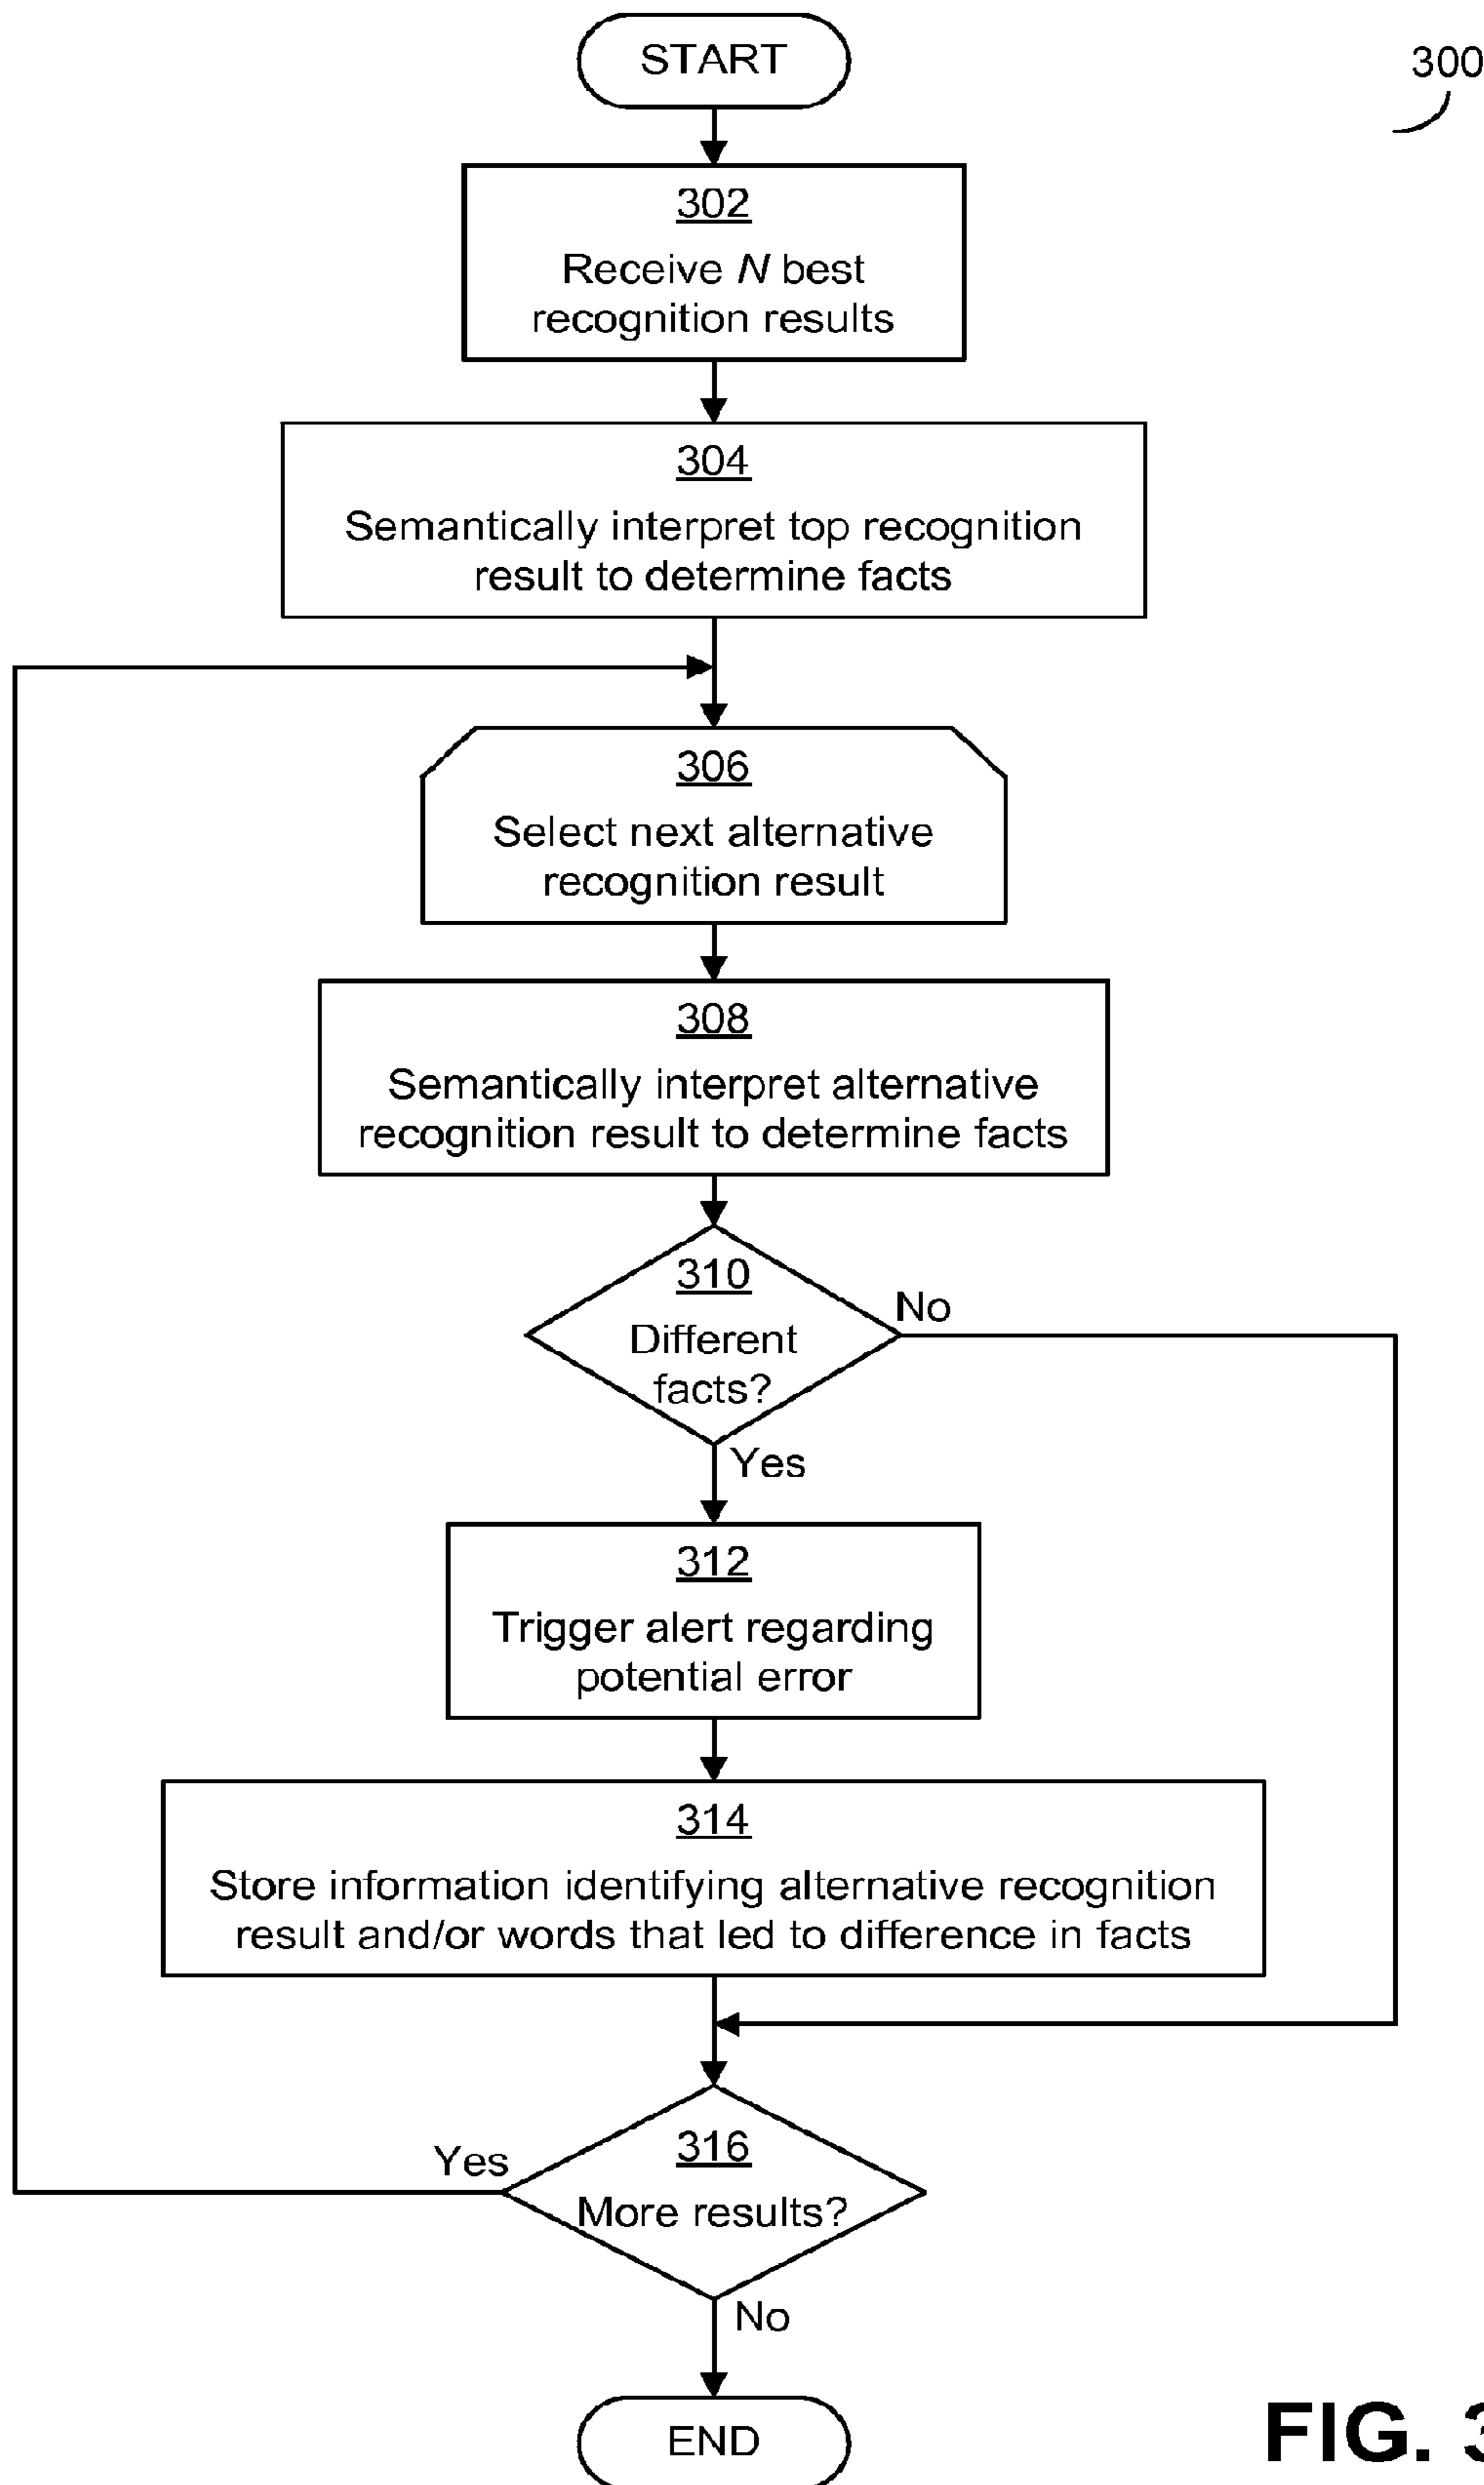 START
300
302
Receive N best
recognition results
304
Semantically interpret top recognition
result to determine facts
306
Select next alternative
recognition result
308
Semantically interpret alternative
recognition result to determine facts
310
Different
facts?
No
Yes
312
Trigger alert regarding
potential error
314
Store information identifying alternative recognition
result and/or words that led to difference in facts
316
More results?
Yes
No
END
FIG. 3